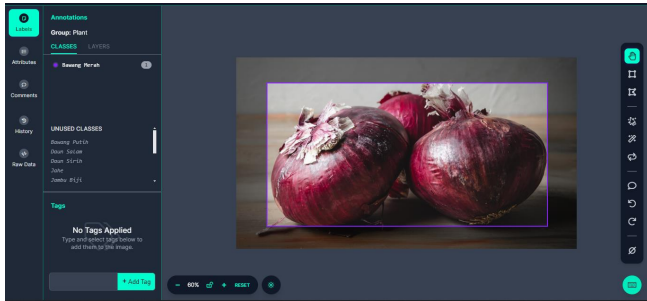 Labels
Attributes
Comments
History
Raw Data
Annotations
Group: Plant
CLASSES LAYERS
Bawang Merah 1
UNUSED CLASSES
Bawang Putih
Daun Salam
Daun Sirih
Jahe
Jambu Biji
Tags
No Tags Applied
Type and select tags below to
add them to the image.
+ Add Tag
− 60% + RESET